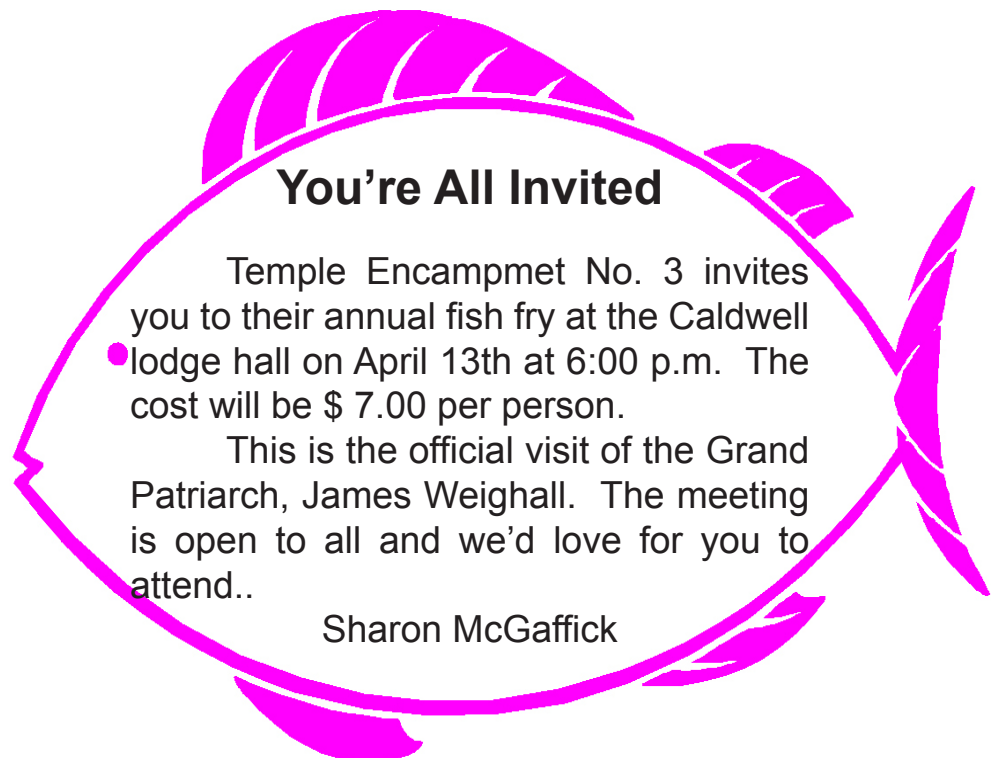 You’re All Invited
Temple Encampmet No. 3 invites
you to their annual fish fry at the Caldwell
lodge hall on April 13th at 6:00 p.m.  The
cost will be $ 7.00 per person.
This is the official visit of the Grand
Patriarch, James Weighall.  The meeting
is open to all and we’d love for you to
attend..
Sharon McGaffick